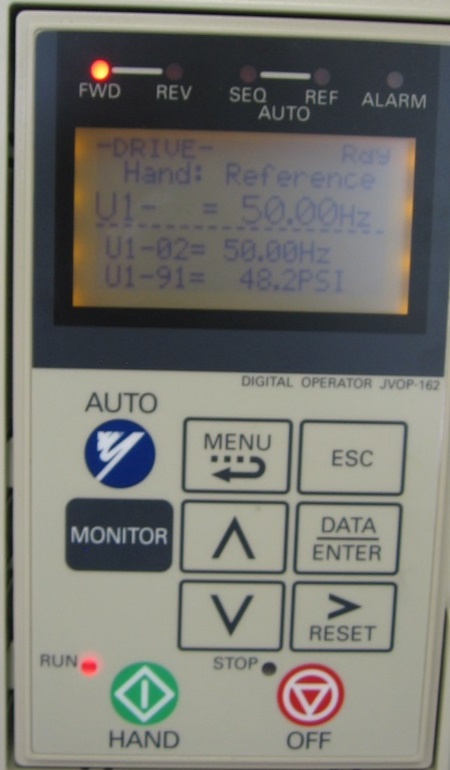 FWD REV SEQ REF ALARM
AUTO
-DRIVE- Rdy
Hand: Reference
U1- = 50.00Hz
U1-02= 50.00Hz
U1-91= 48.2PSI
DIGITAL OPERATOR JVOP-162
AUTO
MENU ESC
MONITOR DATA
ENTER
>
RESET
RUN STOP
HAND OFF